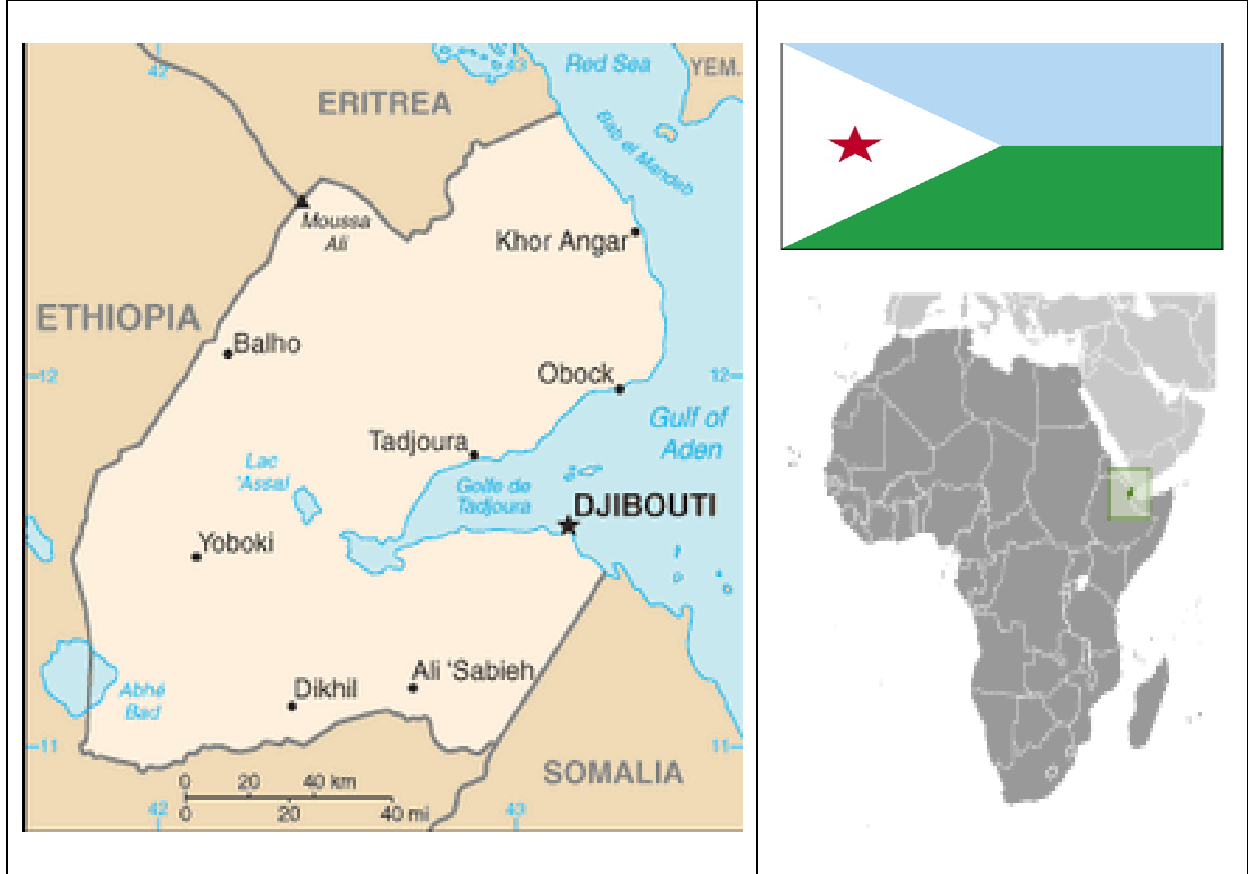 42
43
Red Sea
YEM.
ERITREA
Bab el Mandeb
Moussa
Ali
Khor Angar
ETHIOPIA
Balho
12
Obock
12
Gulf of
Aden
Tadjoura
Lac
'Assal
Golfe de
Tadjoura
DJIBOUTI
Yoboki
Ali 'Sabieh
Dikhil
Abhé
Bad
11
11
SOMALIA
0 20 40 km
0 20 40 mi
42
43